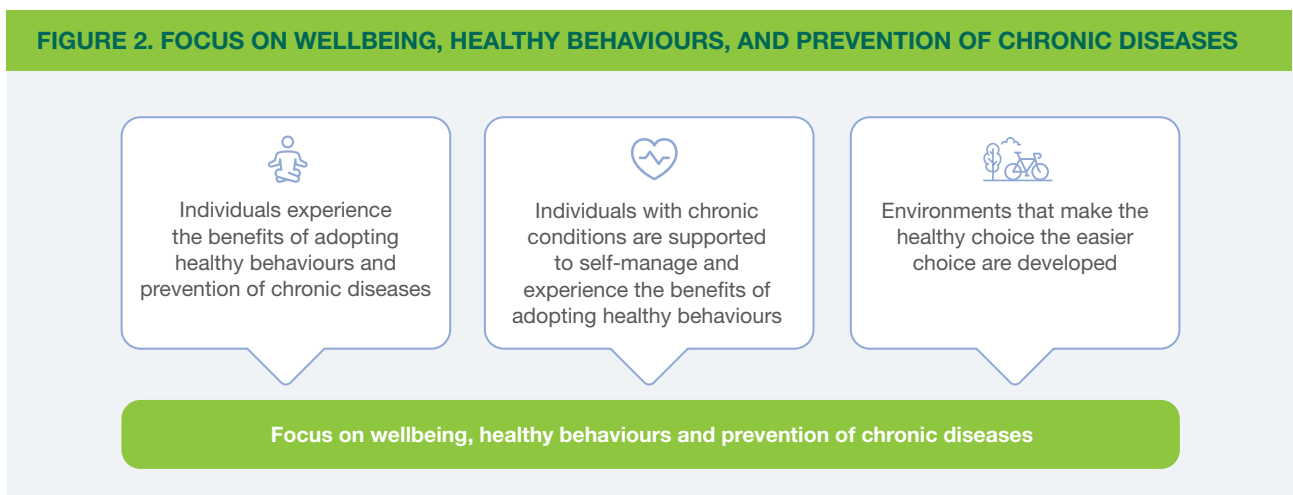 FIGURE 2. FOCUS ON WELLBEING, HEALTHY BEHAVIOURS, AND PREVENTION OF CHRONIC DISEASES
Individuals experience
the benefits of adopting
healthy behaviours and
prevention of chronic diseases
Individuals with chronic
conditions are supported
to self-manage and
experience the benefits of
adopting healthy behaviours
Environments that make the
healthy choice the easier
choice are developed
Focus on wellbeing, healthy behaviours and prevention of chronic diseases